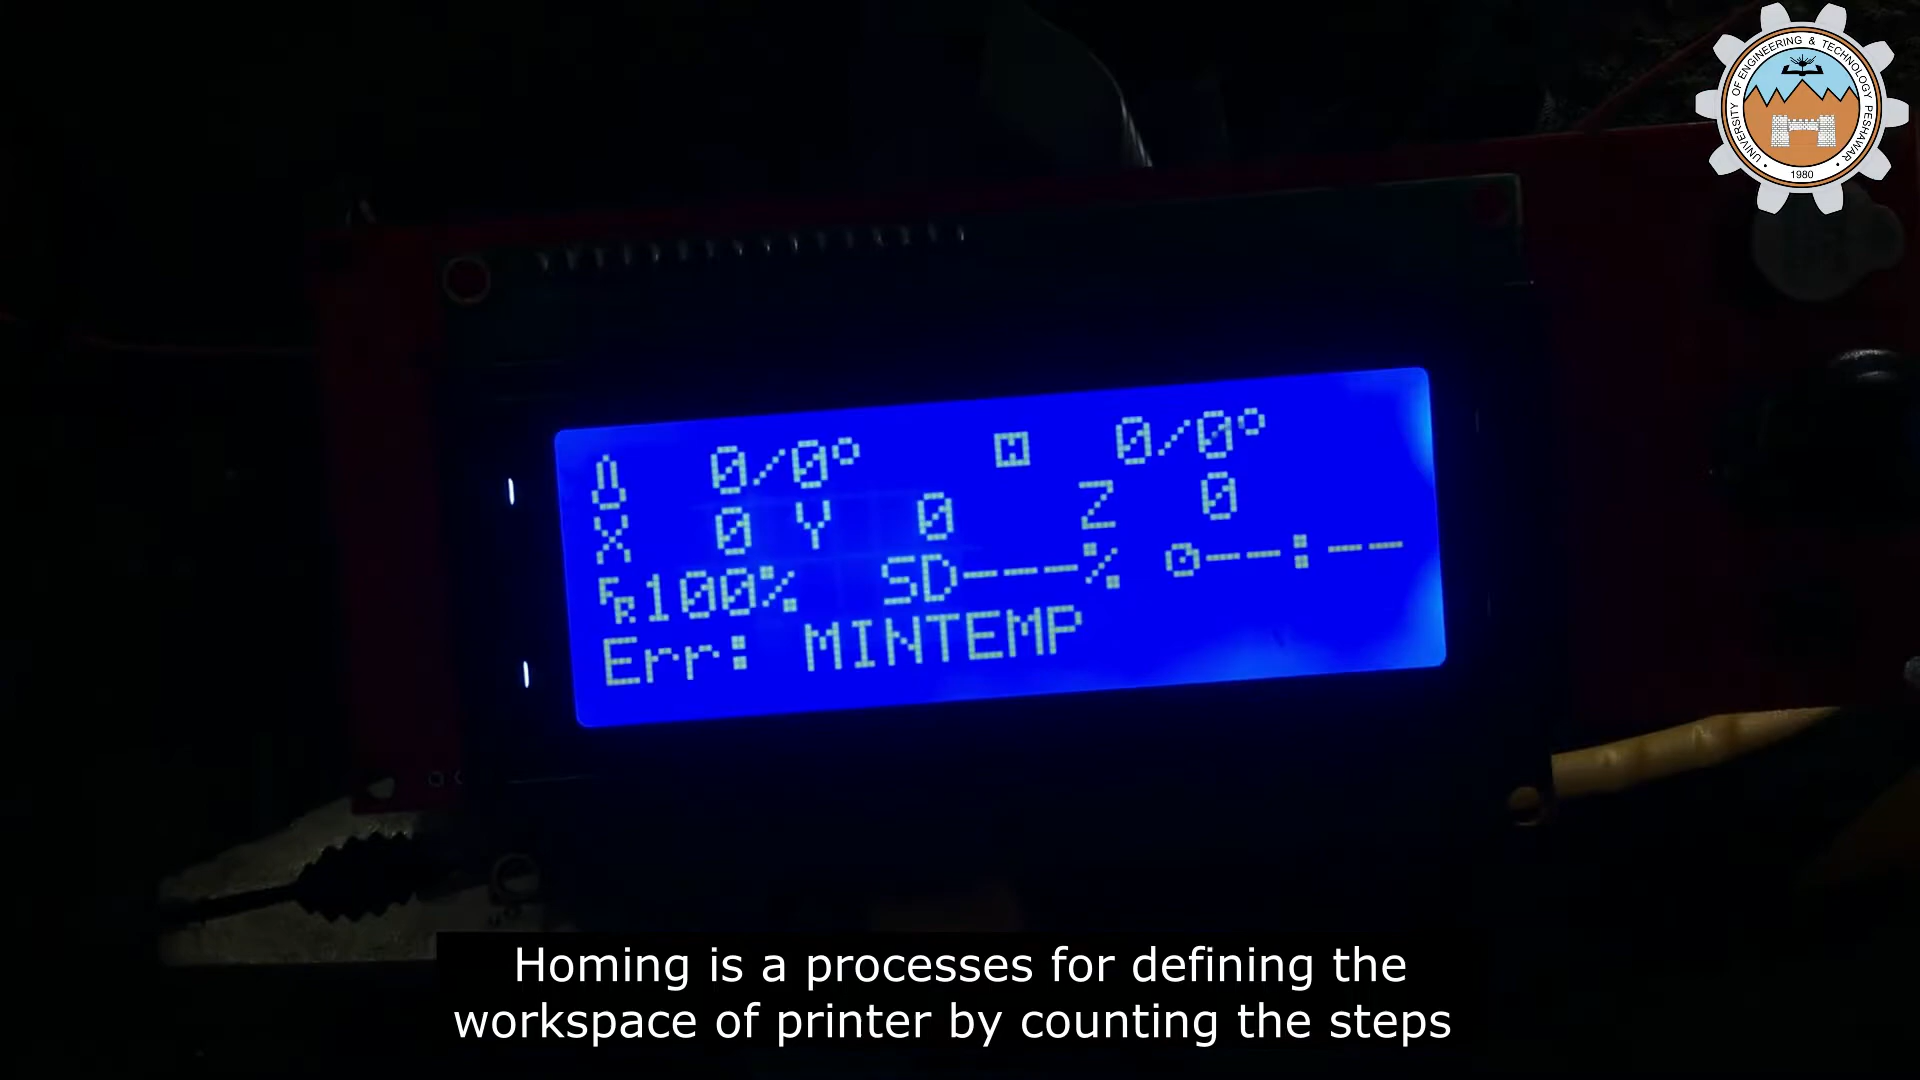 UNIVERSITY OF ENGINEERING & TECHNOLOGY PESHAWAR
1980
0/0° 0/0°
X 0 Y 0 Z 0
FR100% SD---% --:--
Err: MINTEMP
Homing is a processes for defining the
workspace of printer by counting the steps